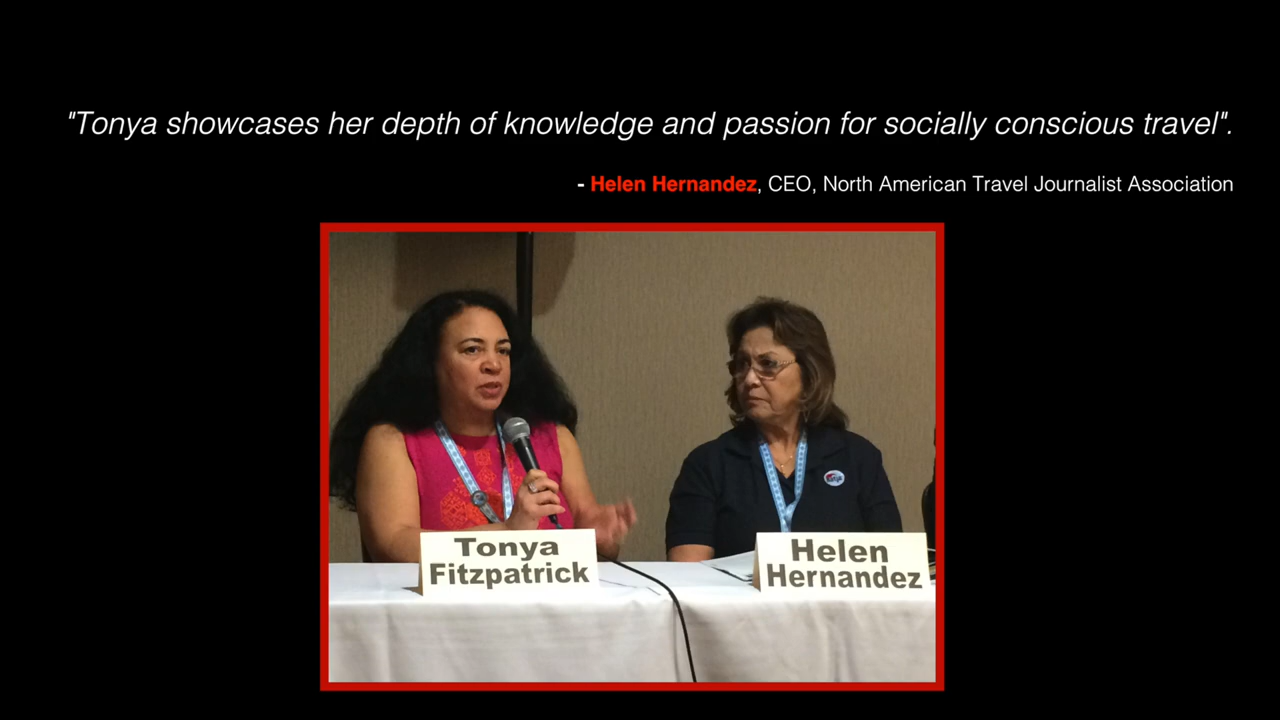 "Tonya showcases her depth of knowledge and passion for socially conscious travel".
- Helen Hernandez, CEO, North American Travel Journalist Association
Tonya
Fitzpatrick
Helen
Hernandez